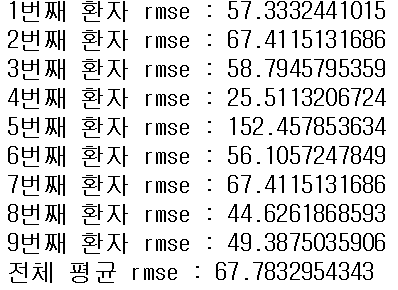 1번째 환자 rmse : 57.3332441015
2번째 환자 rmse : 67.4115131686
3번째 환자 rmse : 58.7945795359
4번째 환자 rmse : 25.5113206724
5번째 환자 rmse : 152.457853634
6번째 환자 rmse : 56.1057247849
7번째 환자 rmse : 67.4115131686
8번째 환자 rmse : 44.6261868593
9번째 환자 rmse : 49.3875035906
전체 평균 rmse : 67.7832954343